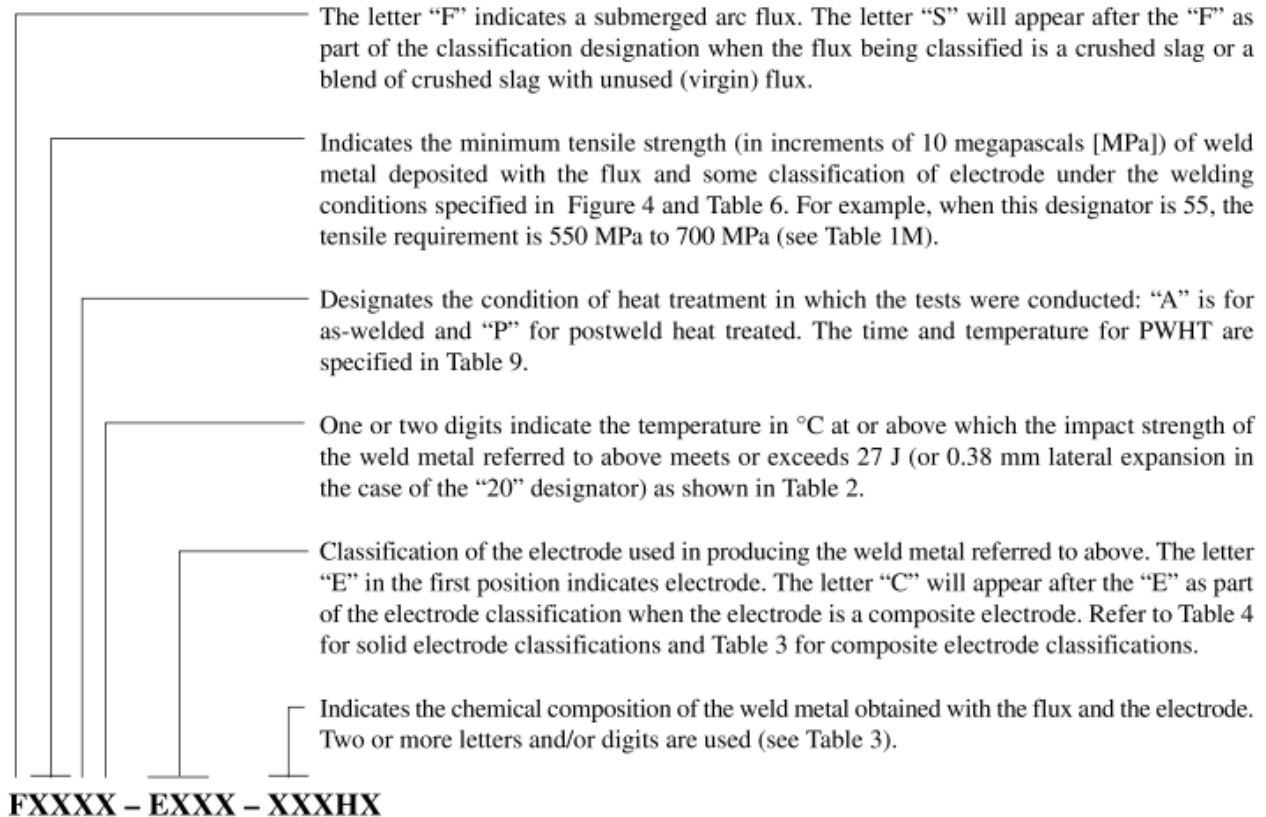 The letter “F” indicates a submerged arc flux. The letter “S” will appear after the “F” as
part of the classification designation when the flux being classified is a crushed slag or a
blend of crushed slag with unused (virgin) flux.
Indicates the minimum tensile strength (in increments of 10 megapascals [MPa]) of weld
metal deposited with the flux and some classification of electrode under the welding
conditions specified in Figure 4 and Table 6. For example, when this designator is 55, the
tensile requirement is 550 MPa to 700 MPa (see Table 1M).
Designates the condition of heat treatment in which the tests were conducted: “A” is for
as-welded and “P” for postweld heat treated. The time and temperature for PWHT are
specified in Table 9.
One or two digits indicate the temperature in °C at or above which the impact strength of
the weld metal referred to above meets or exceeds 27 J (or 0.38 mm lateral expansion in
the case of the “20” designator) as shown in Table 2.
Classification of the electrode used in producing the weld metal referred to above. The letter
“E” in the first position indicates electrode. The letter “C” will appear after the “E” as part
of the electrode classification when the electrode is a composite electrode. Refer to Table 4
for solid electrode classifications and Table 3 for composite electrode classifications.
Indicates the chemical composition of the weld metal obtained with the flux and the electrode.
Two or more letters and/or digits are used (see Table 3).
FXXXX – EXXX – XXXHX